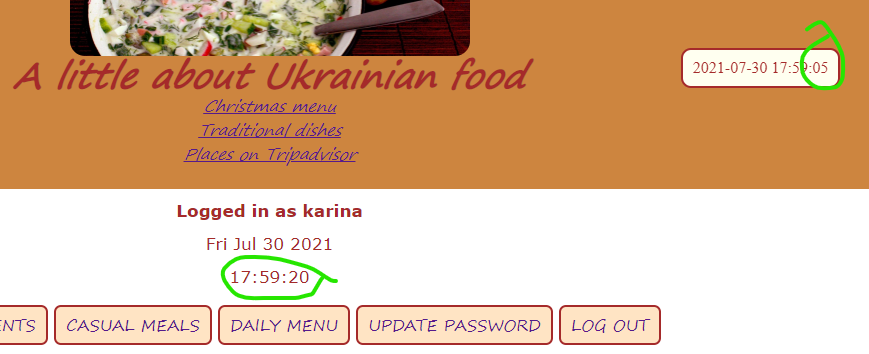 A little about Ukrainian food
2021-07-30 17:59:05
Christmas menu
Traditional dishes
Places on Tripadvisor
Logged in as karina
Fri Jul 30 2021
17:59:20
ENTS CASUAL MEALS DAILY MENU UPDATE PASSWORD LOG OUT